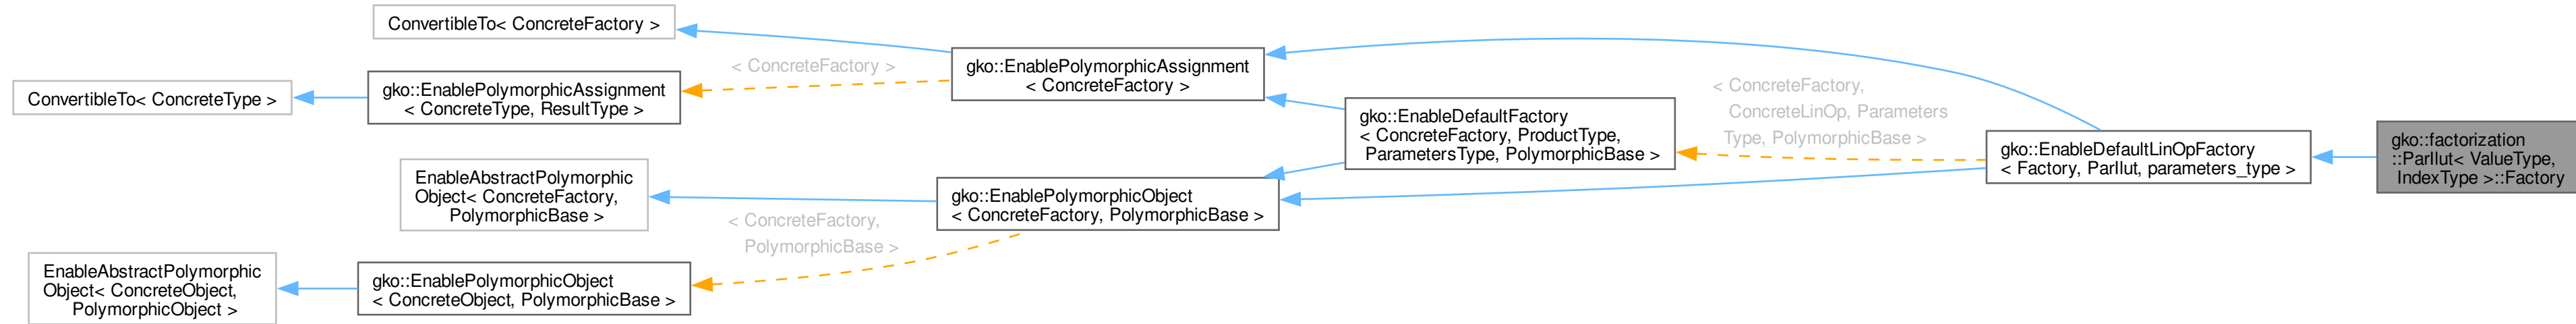 ConvertibleTo< ConcreteFactory >
ConvertibleTo< ConcreteType >
gko::EnablePolymorphicAssignment
< ConcreteType, ResultType >
< ConcreteFactory >
gko::EnablePolymorphicAssignment
< ConcreteFactory >
EnableAbstractPolymorphic
Object< ConcreteFactory,
PolymorphicBase >
EnableAbstractPolymorphic
Object< ConcreteObject,
PolymorphicObject >
gko::EnablePolymorphicObject
< ConcreteObject, PolymorphicBase >
< ConcreteFactory,
PolymorphicBase >
gko::EnablePolymorphicObject
< ConcreteFactory, PolymorphicBase >
gko::EnableDefaultFactory
< ConcreteFactory, ProductType,
ParametersType, PolymorphicBase >
< ConcreteFactory,
ConcreteLinOp, Parameters
Type, PolymorphicBase >
gko::EnableDefaultLinOpFactory
< Factory, ParIlut, parameters_type >
gko::factorization
::ParIlut< ValueType,
IndexType >::Factory